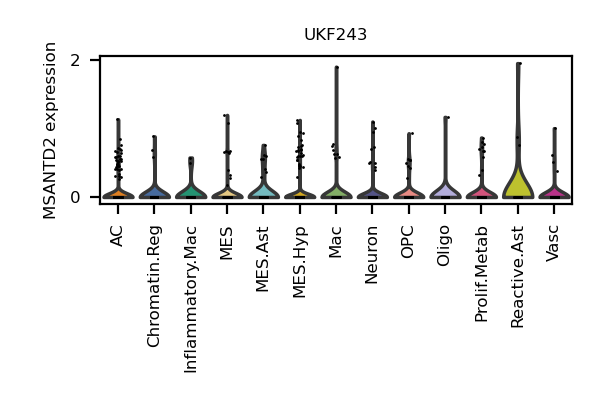 UKF243
MSANTD2 expression
2
0
AC
Chromatin.Reg
Inflammatory.Mac
MES
MES.Ast
MES.Hyp
Mac
Neuron
OPC
Oligo
Prolif.Metab
Reactive.Ast
Vasc